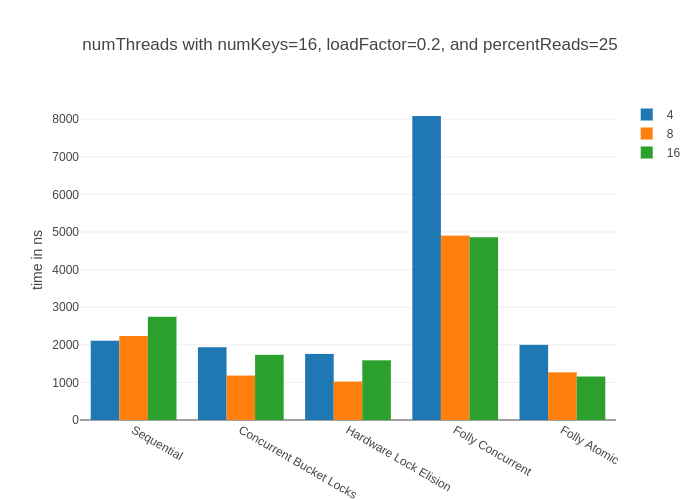 numThreads with numKeys=16, loadFactor=0.2, and percentReads=25
4
8
16
time in ns
8000
7000
6000
5000
4000
3000
2000
1000
0
Sequential
Concurrent Bucket Locks
Hardware Lock Elision
Folly Concurrent
Folly Atomic